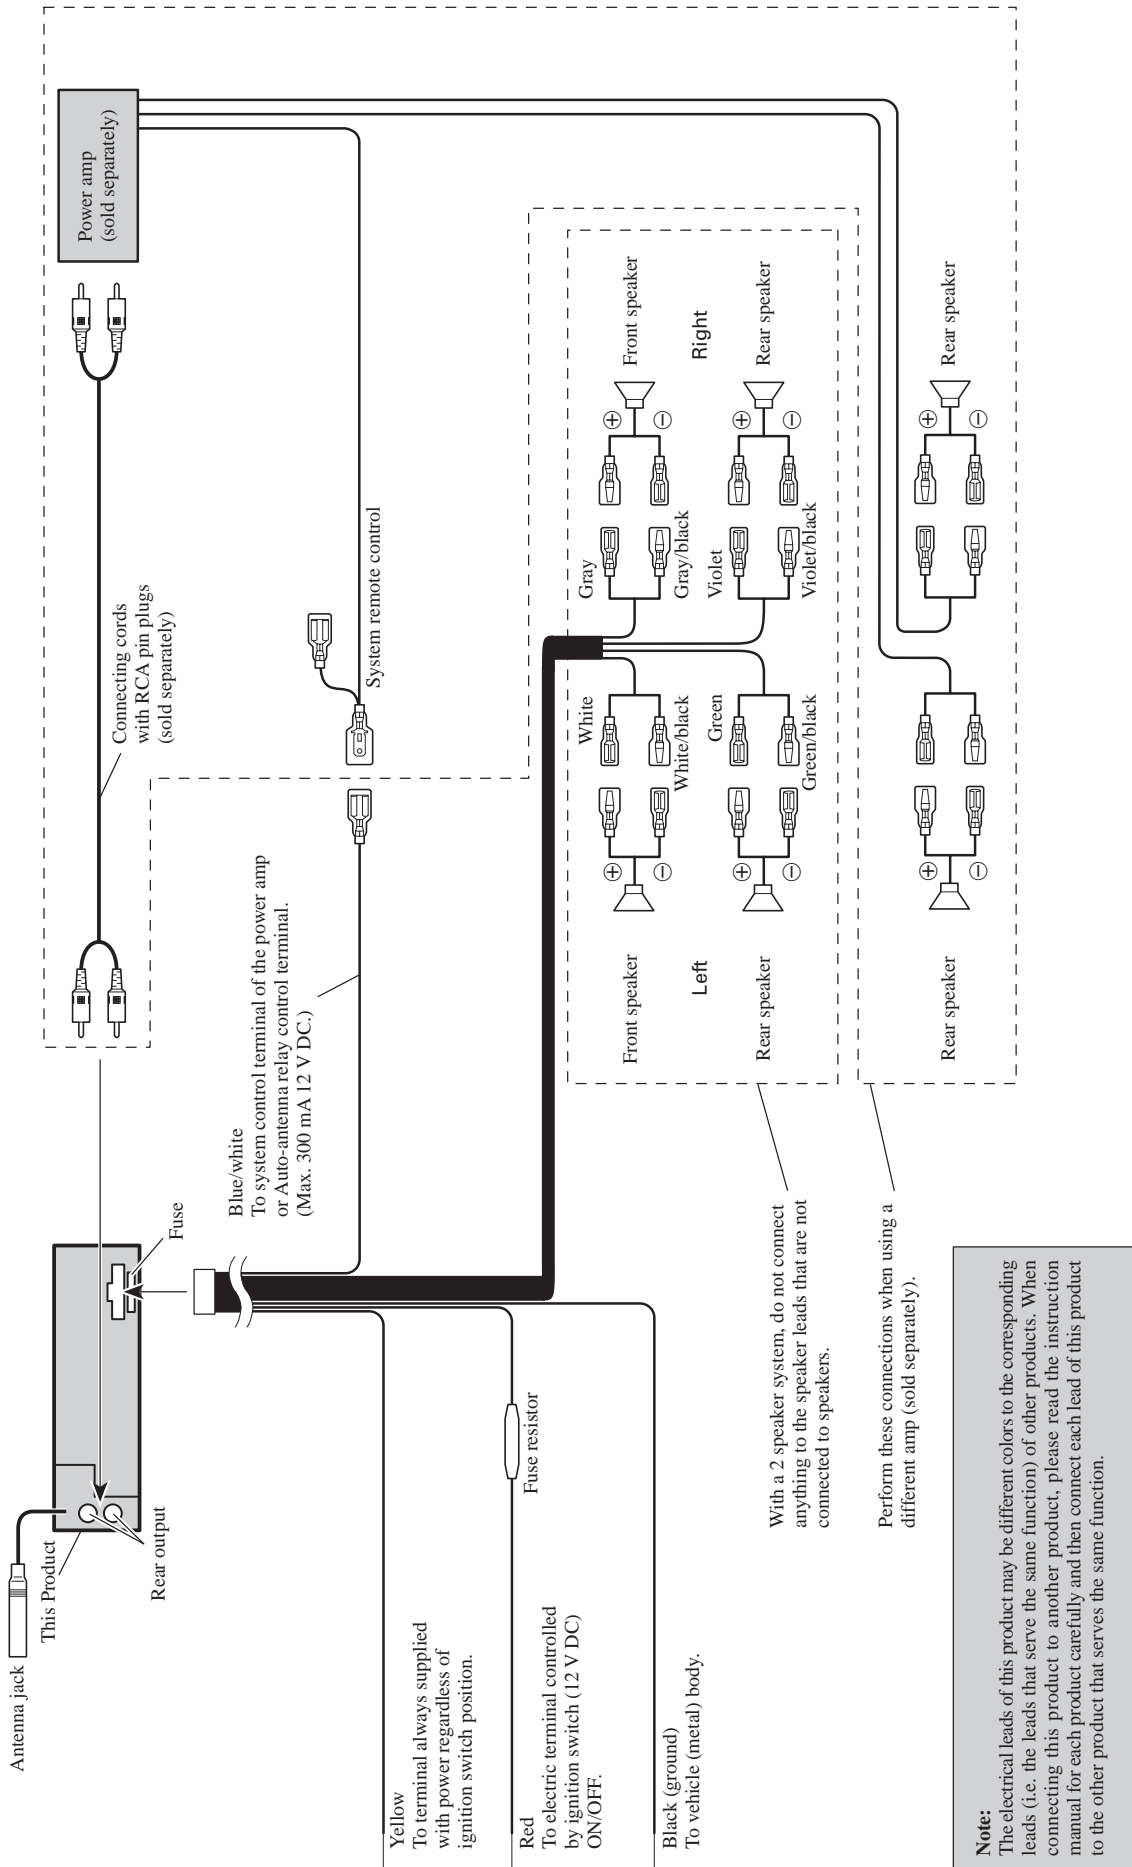 Antenna jack
This Product
Rear output
Fuse
Connecting cords
with RCA pin plugs
(sold separately)
Power amp
(sold separately)
Blue/white
To system control terminal of the power amp
or Auto-antenna relay control terminal.
(Max. 300 mA 12 V DC.)
System remote control
Yellow
To terminal always supplied
with power regardless of
ignition switch position.
Fuse resistor
Red
To electric terminal controlled
by ignition switch (12 V DC)
ON/OFF.
Black (ground)
To vehicle (metal) body.
Front speaker
+
−
White
White/black
Gray
Gray/black
+
−
Front speaker
Left
Right
Rear speaker
+
−
Green
Green/black
Violet
Violet/black
+
−
Rear speaker
Rear speaker
+
−
+
−
Rear speaker
With a 2 speaker system, do not connect
anything to the speaker leads that are not
connected to speakers.
Perform these connections when using a
different amp (sold separately).
Note:
The electrical leads of this product may be different colors to the corresponding
leads (i.e. the leads that serve the same function) of other products. When
connecting this product to another product, please read the instruction
manual for each product carefully and then connect each lead of this product
to the other product that serves the same function.